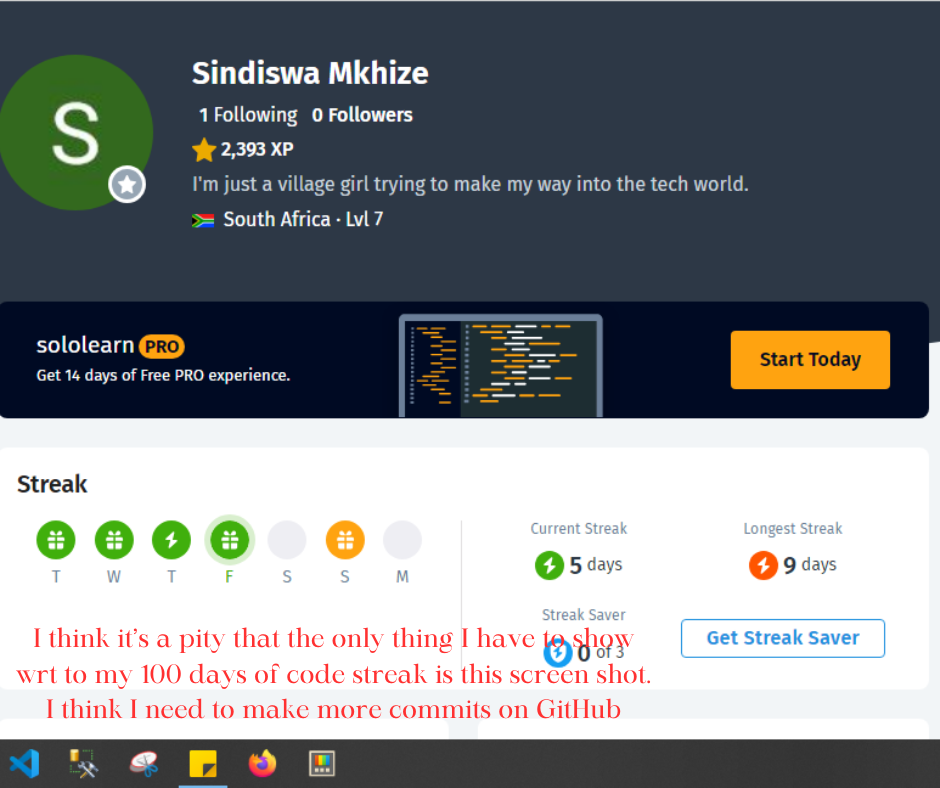 S
Sindiswa Mkhize
1 Following 0 Followers
2,393 XP
I'm just a village girl trying to make my way into the tech world.
South Africa · Lvl 7
sololearn PRO
Get 14 days of Free PRO experience.
Start Today
Streak
T W T F S S M
Current Streak
5 days
Longest Streak
9 days
Streak Saver
0 of 3
Get Streak Saver
I think it's a pity that the only thing I have to show
wrt to my 100 days of code streak is this screen shot.
I think I need to make more commits on GitHub